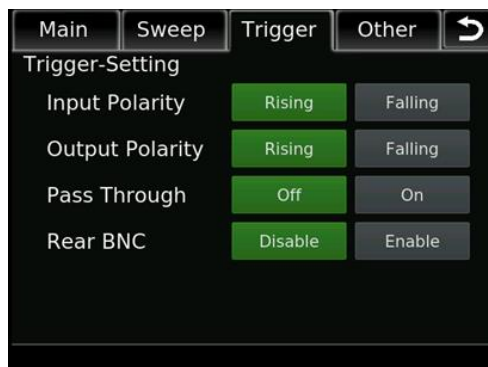 Main Sweep Trigger Other
Trigger-Setting
Input Polarity Rising Falling
Output Polarity Rising Falling
Pass Through Off On
Rear BNC Disable Enable